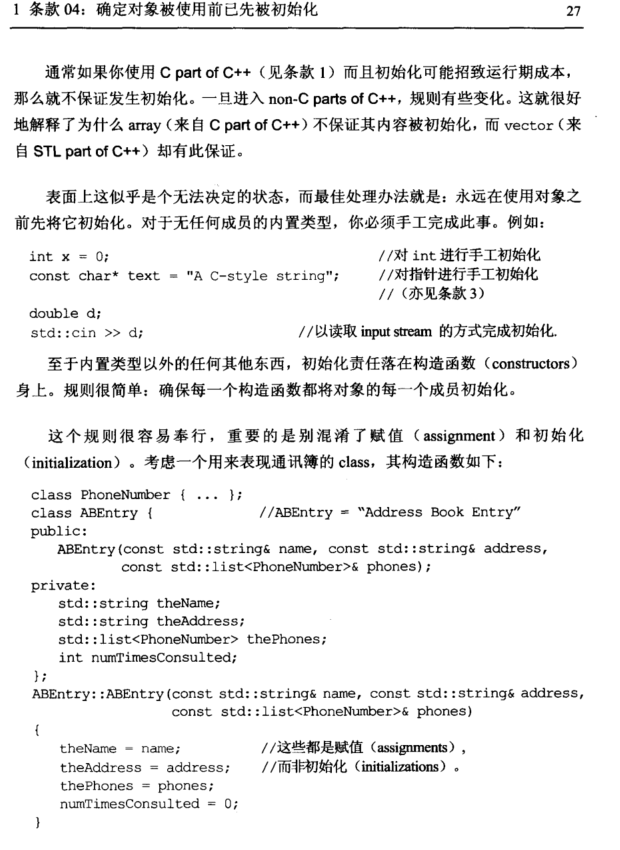 1 条款 04：确定对象被使用前已先被初始化 27
通常如果你使用 C part of C++（见条款 1）而且初始化可能招致运行期成本，
那么就不保证发生初始化。一旦进入 non-C parts of C++，规则有些变化。这就很好
地解释了为什么 array（来自 C part of C++）不保证其内容被初始化，而 vector（来
自 STL part of C++）却有此保证。
表面上这似乎是个无法决定的状态，而最佳处理办法就是：永远在使用对象之
前先将它初始化。对于无任何成员的内置类型，你必须手工完成此事。例如：
int x = 0; //对 int 进行手工初始化
const char* text = "A C-style string"; //对指针进行手工初始化
//（亦见条款 3）
double d;
std::cin >> d; //以读取 input stream 的方式完成初始化.
至于内置类型以外的任何其他东西，初始化责任落在构造函数（constructors）
身上。规则很简单：确保每一个构造函数都将对象的每一个成员初始化。
这个规则很容易奉行，重要的是别混淆了赋值（assignment）和初始化
（initialization）。考虑一个用来表现通讯簿的 class，其构造函数如下：
class PhoneNumber { ... };
class ABEntry { //ABEntry = "Address Book Entry"
public:
ABEntry(const std::string& name, const std::string& address,
const std::list<PhoneNumber>& phones);
private:
std::string theName;
std::string theAddress;
std::list<PhoneNumber> thePhones;
int numTimesConsulted;
};
ABEntry::ABEntry(const std::string& name, const std::string& address,
const std::list<PhoneNumber>& phones)
{
theName = name; //这些都是赋值（assignments），
theAddress = address; //而非初始化（initializations）。
thePhones = phones;
numTimesConsulted = 0;
}